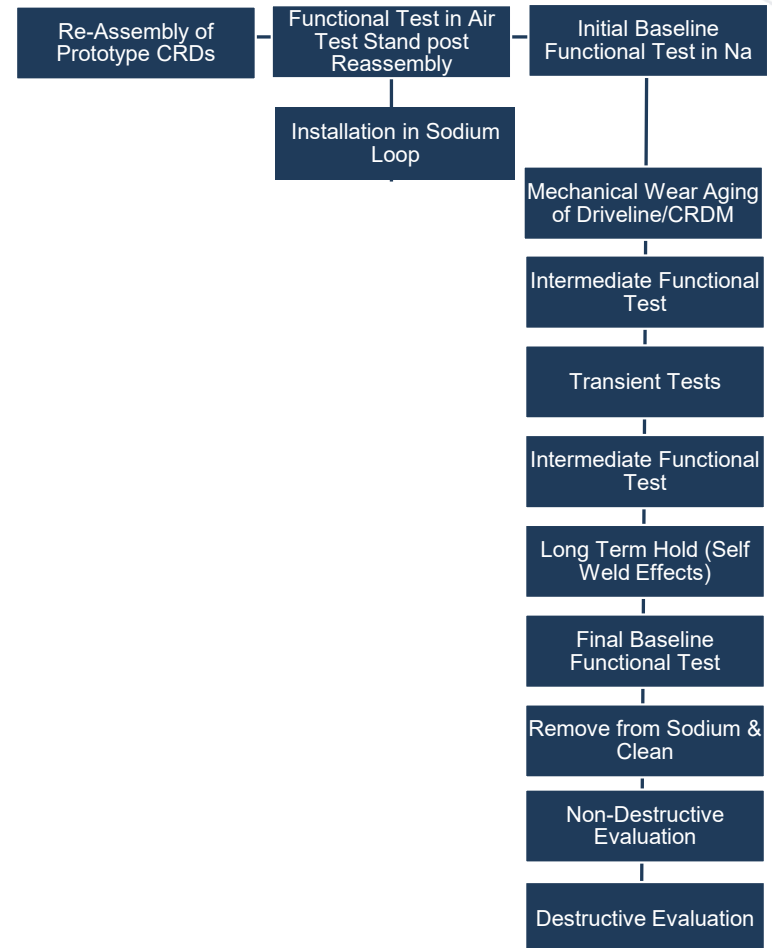 Re-Assembly of
Prototype CRDs
Functional Test in Air
Test Stand post
Reassembly
Initial Baseline
Functional Test in Na
Installation in Sodium
Loop
Mechanical Wear Aging
of Driveline/CRDM
Intermediate Functional
Test
Transient Tests
Intermediate Functional
Test
Long Term Hold (Self
Weld Effects)
Final Baseline
Functional Test
Remove from Sodium &
Clean
Non-Destructive
Evaluation
Destructive Evaluation